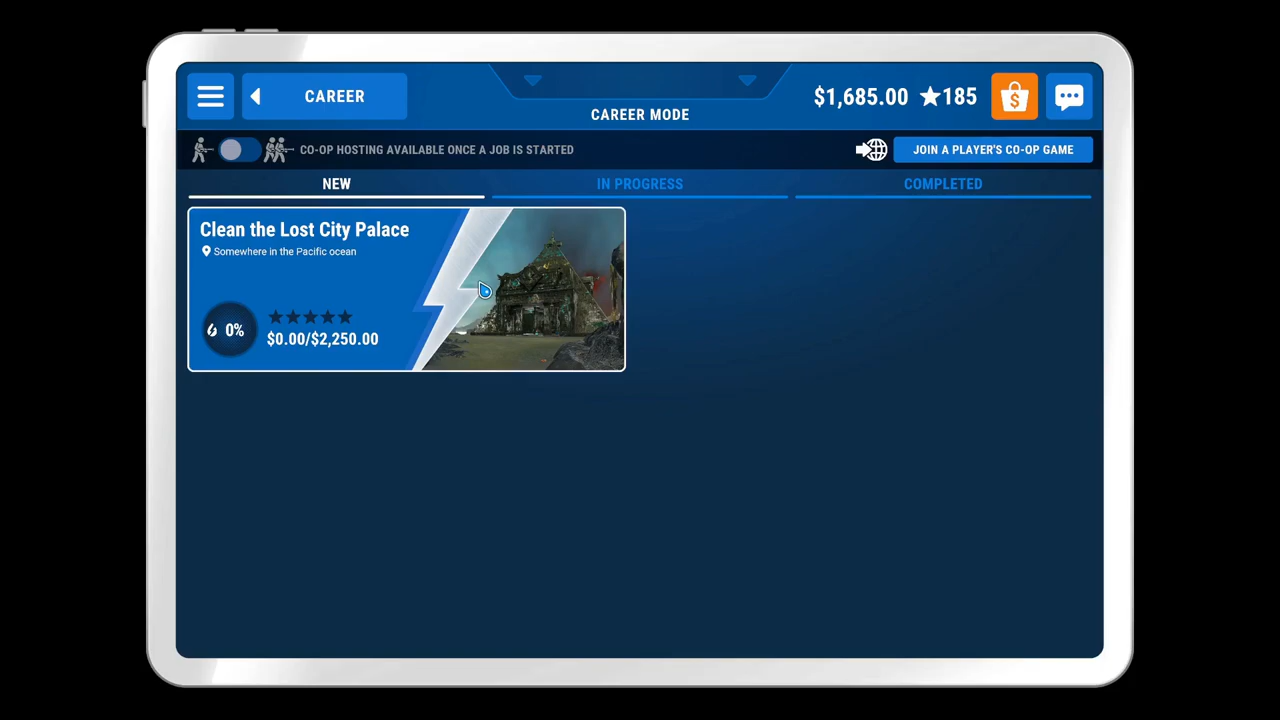 CAREER
CAREER MODE
$1,685.00 ★185
CO-OP HOSTING AVAILABLE ONCE A JOB IS STARTED
JOIN A PLAYER'S CO-OP GAME
NEW
IN PROGRESS
COMPLETED
Clean the Lost City Palace
Somewhere in the Pacific ocean
0%
$0.00/$2,250.00